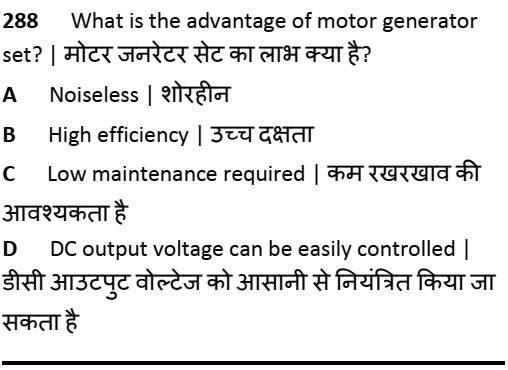 288 What is the advantage of motor generator
set? | मोटर जनरेटर सेट का लाभ क्या है?
A Noiseless | शोरहीन
B High efficiency | उच्च दक्षता
C Low maintenance required | कम रखरखाव की
आवश्यकता है
D DC output voltage can be easily controlled |
डीसी आउटपुट वोल्टेज को आसानी से नियंत्रित किया जा
सकता है